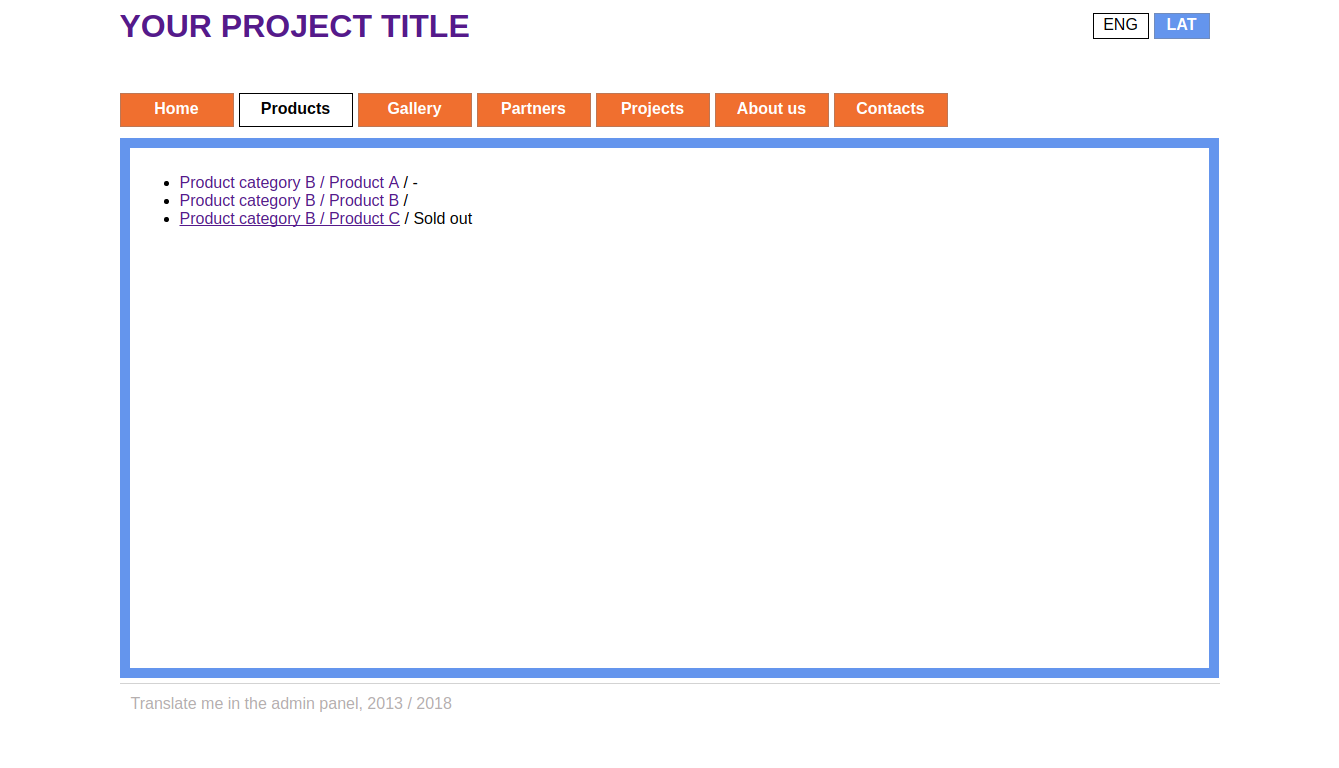 YOUR PROJECT TITLE
ENG LAT
Home Products Gallery Partners Projects About us Contacts
Product category B / Product A / -
Product category B / Product B /
Product category B / Product C / Sold out
Translate me in the admin panel, 2013 / 2018